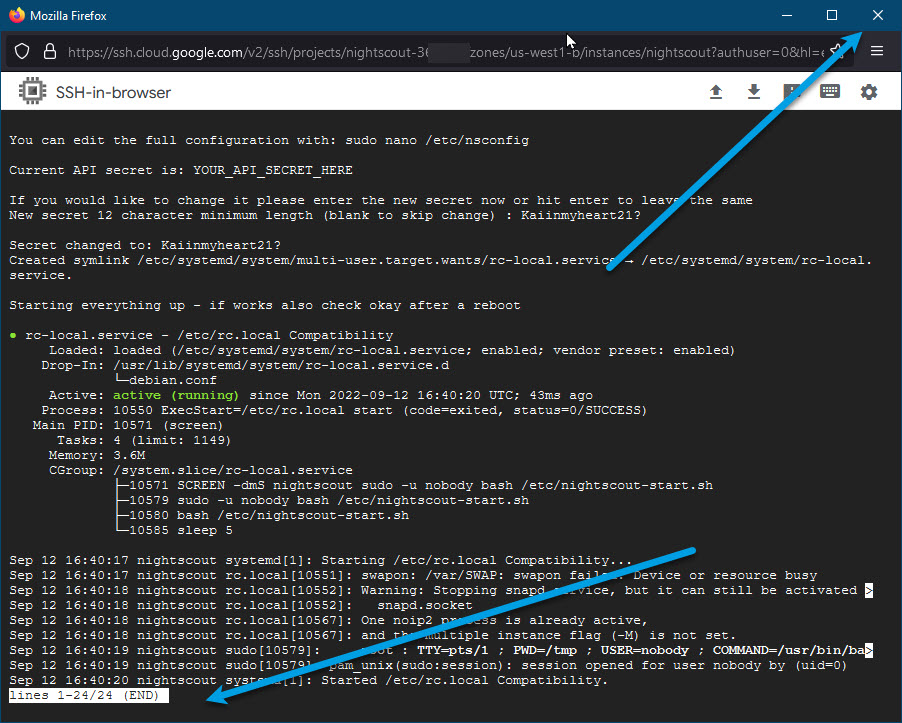 Mozilla Firefox
https://ssh.cloud.google.com/v2/ssh/projects/nightscout-36 zones/us-west1-b/instances/nightscout?authuser=0&hl=e
SSH-in-browser
You can edit the full configuration with: sudo nano /etc/nsconfig
Current API secret is: YOUR_API_SECRET_HERE
If you would like to change it please enter the new secret now or hit enter to leave the same
New secret 12 character minimum length (blank to skip change) : Kaiinmyheart21?
Secret changed to: Kaiinmyheart21?
Created symlink /etc/systemd/system/multi-user.target.wants/rc-local.service → /etc/systemd/system/rc-local.
service.
Starting everything up - if works also check okay after a reboot
● rc-local.service - /etc/rc.local Compatibility
Loaded: loaded (/etc/systemd/system/rc-local.service; enabled; vendor preset: enabled)
Drop-In: /usr/lib/systemd/system/rc-local.service.d
└─debian.conf
Active: active (running) since Mon 2022-09-12 16:40:20 UTC; 43ms ago
Process: 10550 ExecStart=/etc/rc.local start (code=exited, status=0/SUCCESS)
Main PID: 10571 (screen)
Tasks: 4 (limit: 1149)
Memory: 3.6M
CGroup: /system.slice/rc-local.service
├─10571 SCREEN -dmS nightscout sudo -u nobody bash /etc/nightscout-start.sh
├─10579 sudo -u nobody bash /etc/nightscout-start.sh
├─10580 bash /etc/nightscout-start.sh
└─10585 sleep 5
Sep 12 16:40:17 nightscout systemd[1]: Starting /etc/rc.local Compatibility...
Sep 12 16:40:17 nightscout rc.local[10551]: swapon: /var/SWAP: swapon failed: Device or resource busy
Sep 12 16:40:18 nightscout rc.local[10552]: Warning: Stopping snapd service, but it can still be activated >
Sep 12 16:40:18 nightscout rc.local[10552]: snapd.socket
Sep 12 16:40:18 nightscout rc.local[10567]: One noip2 process is already active,
Sep 12 16:40:18 nightscout rc.local[10567]: and the multiple instance flag (-M) is not set.
Sep 12 16:40:19 nightscout sudo[10579]: root : TTY=pts/1 ; PWD=/tmp ; USER=nobody ; COMMAND=/usr/bin/ba>
Sep 12 16:40:19 nightscout sudo[10579]: pam_unix(sudo:session): session opened for user nobody by (uid=0)
Sep 12 16:40:20 nightscout systemd[1]: Started /etc/rc.local Compatibility.
lines 1-24/24 (END)